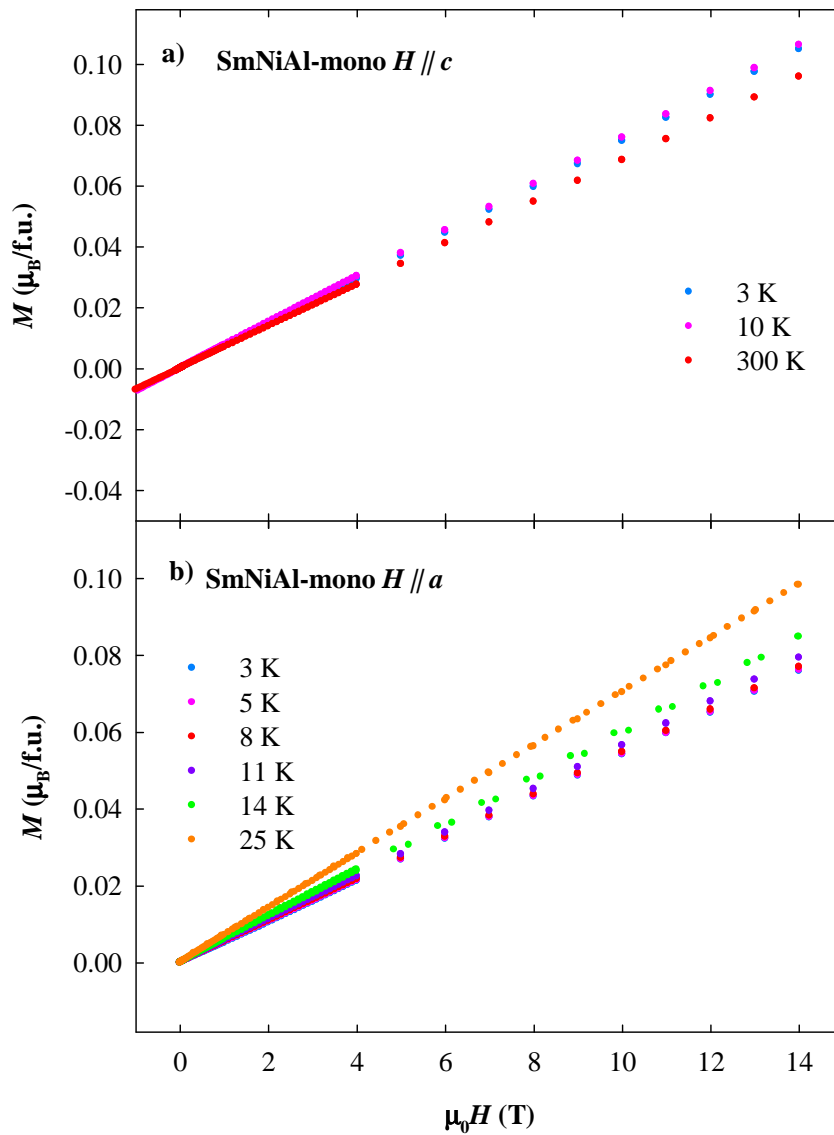 a) SmNiAl-mono H // c
0.10
0.08
0.06
0.04
0.02
0.00
-0.02
-0.04
M (μB/f.u.)
3 K
10 K
300 K
b) SmNiAl-mono H // a
0.10
0.08
0.06
0.04
0.02
0.00
M (μB/f.u.)
3 K
5 K
8 K
11 K
14 K
25 K
0 2 4 6 8 10 12 14
μ0H (T)